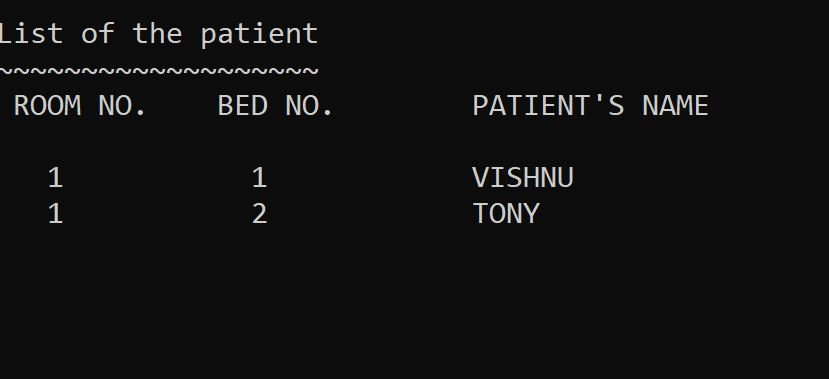 List of the patient
~~~~~~~~~~~~~~~~~~~
ROOM NO. BED NO. PATIENT'S NAME
1 1 VISHNU
1 2 TONY